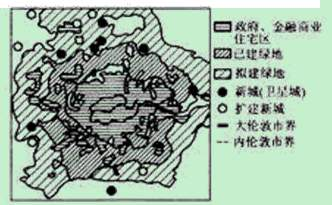 政府、金融商业
住宅区
已建绿地
拟建绿地
新城(卫星城)
扩建新城
大伦敦市界
内伦敦市界